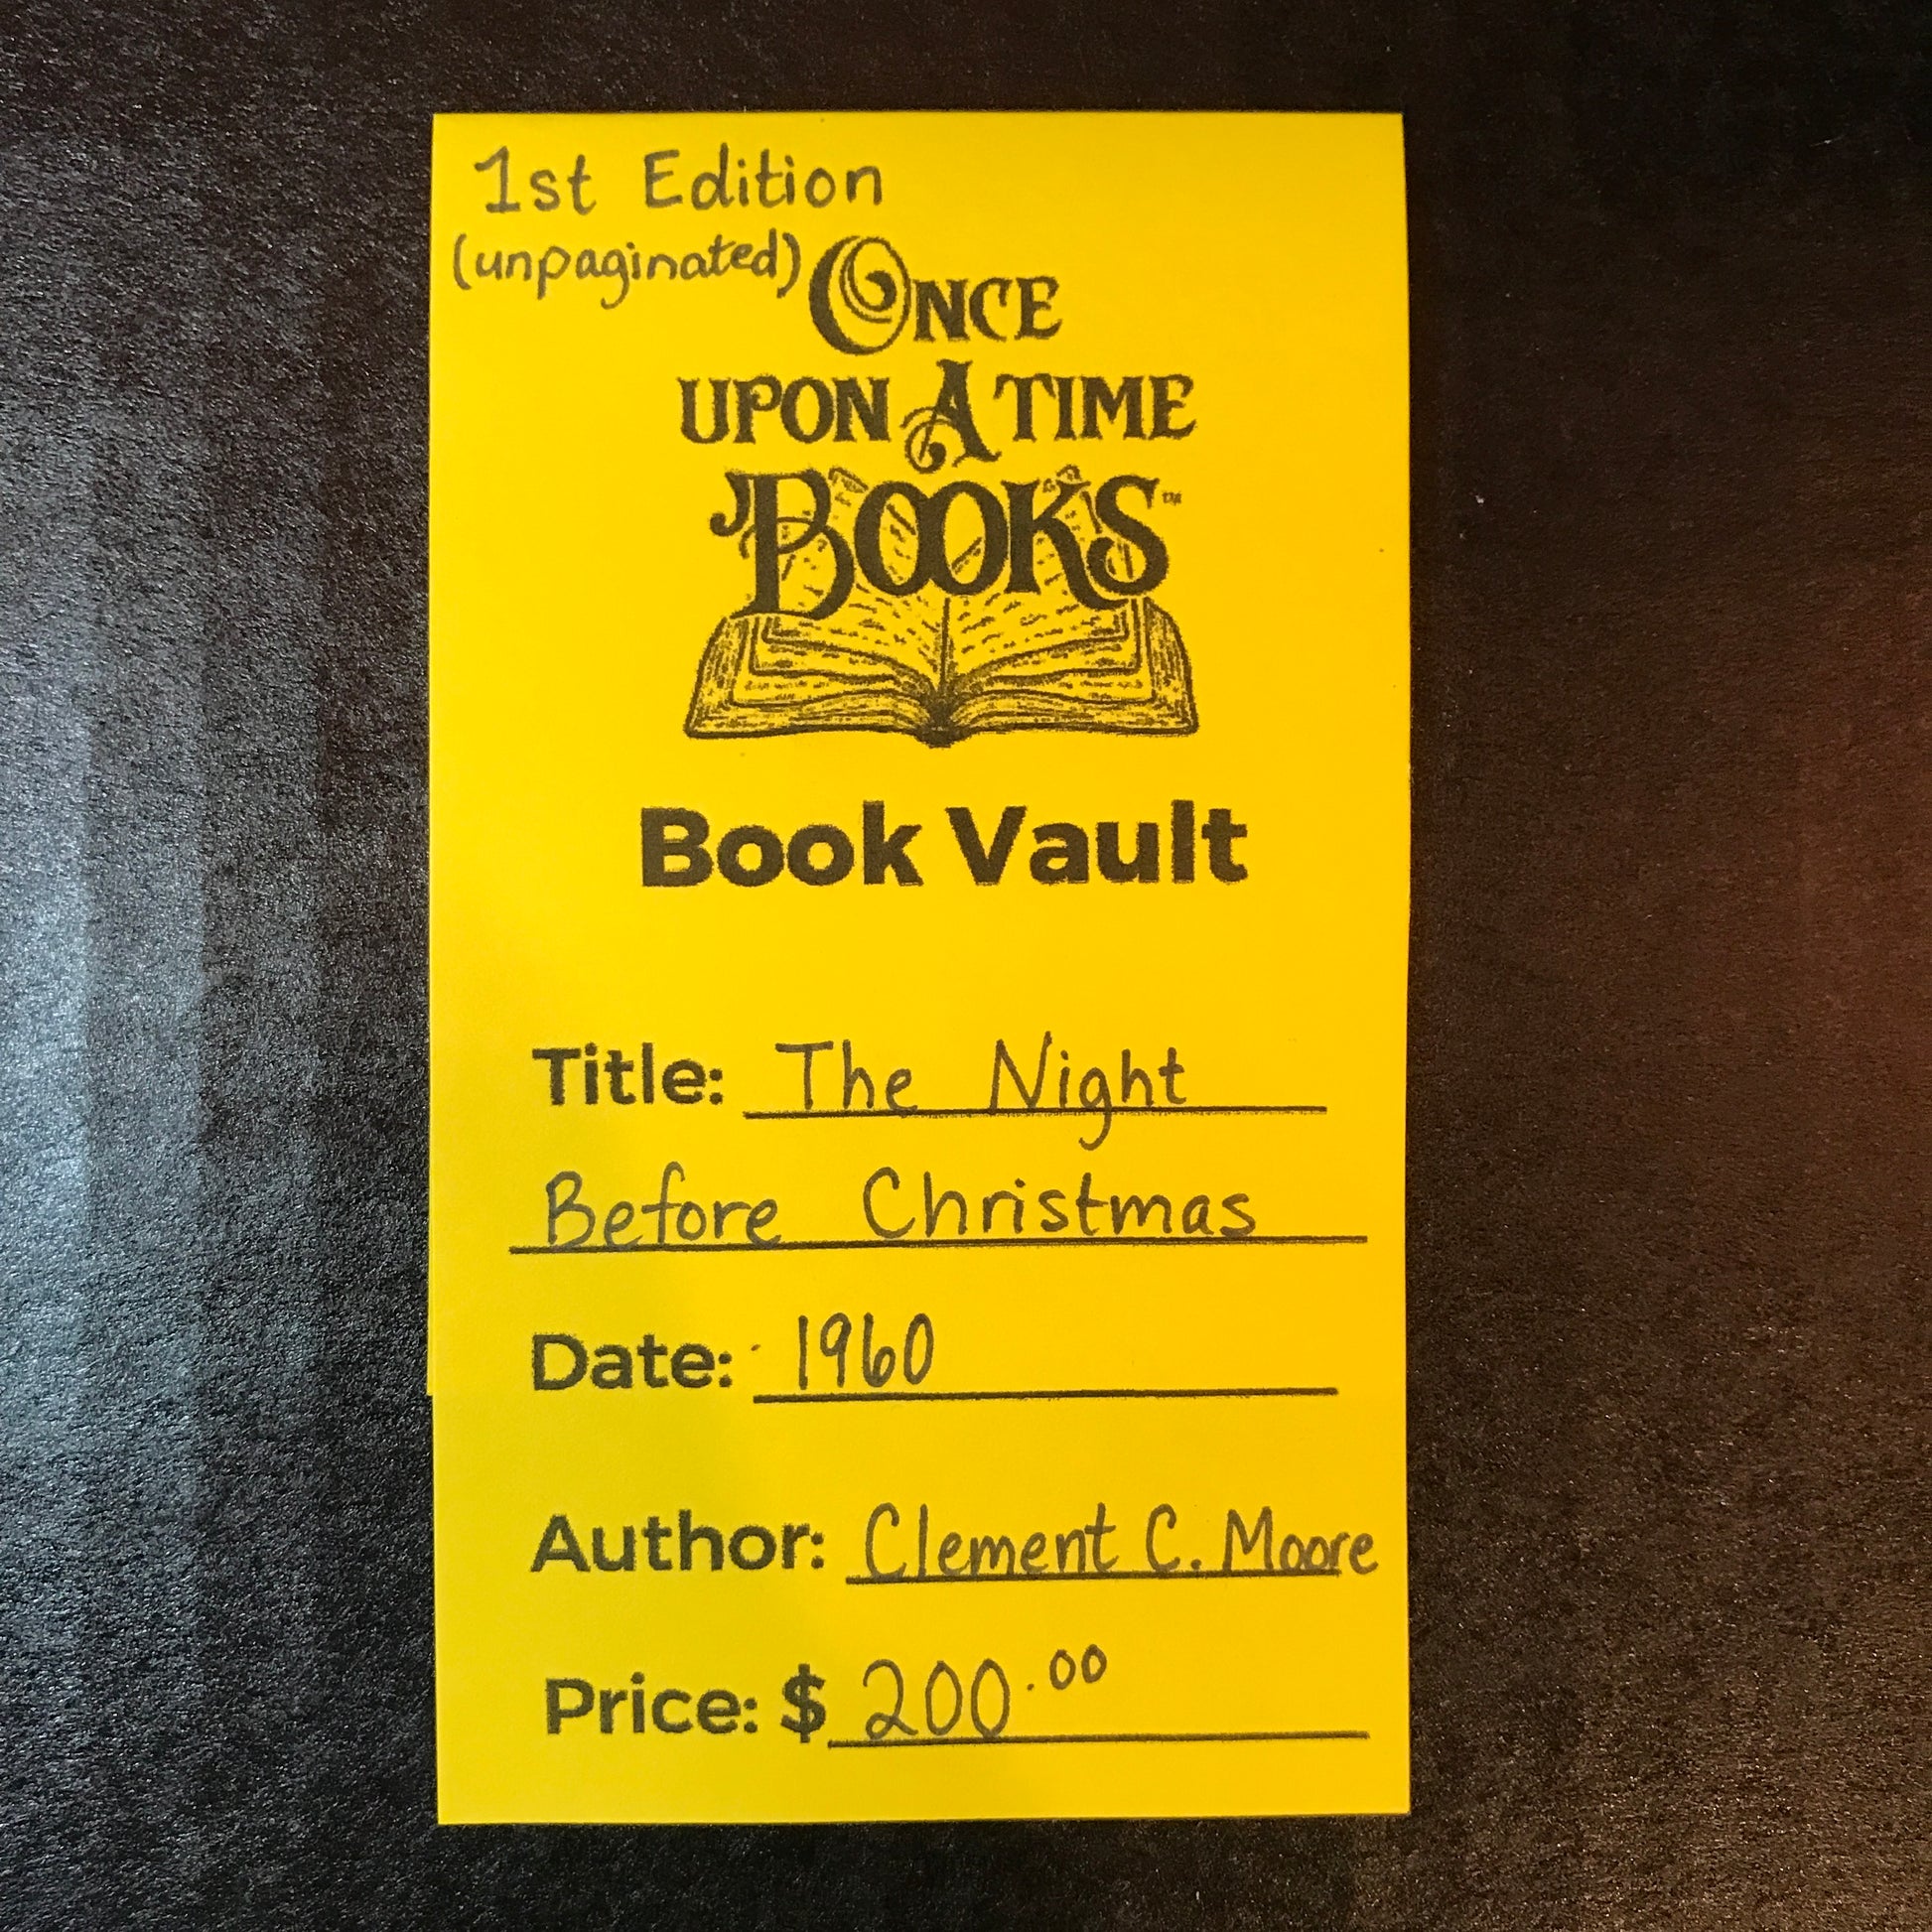 1st Edition
(unpaginated)
ONCE
UPON A TIME
BOOKS™
Book Vault
Title: The Night
Before Christmas
Date: 1960
Author: Clement C. Moore
Price: $ 200.00